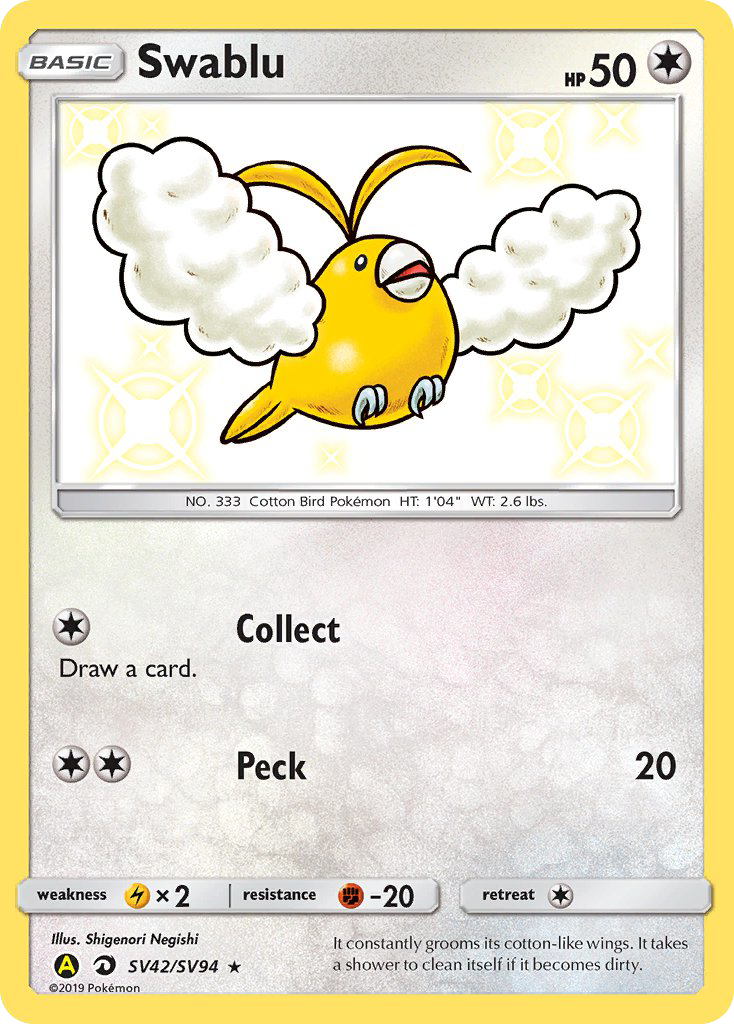 BASIC Swablu HP 50
NO. 333 Cotton Bird Pokémon HT: 1'04" WT: 2.6 lbs.
Collect
Draw a card.
Peck 20
weakness ×2 resistance -20 retreat
Illus. Shigenori Negishi
It constantly grooms its cotton-like wings. It takes
a shower to clean itself if it becomes dirty.
A SV42/SV94 ★
©2019 Pokémon